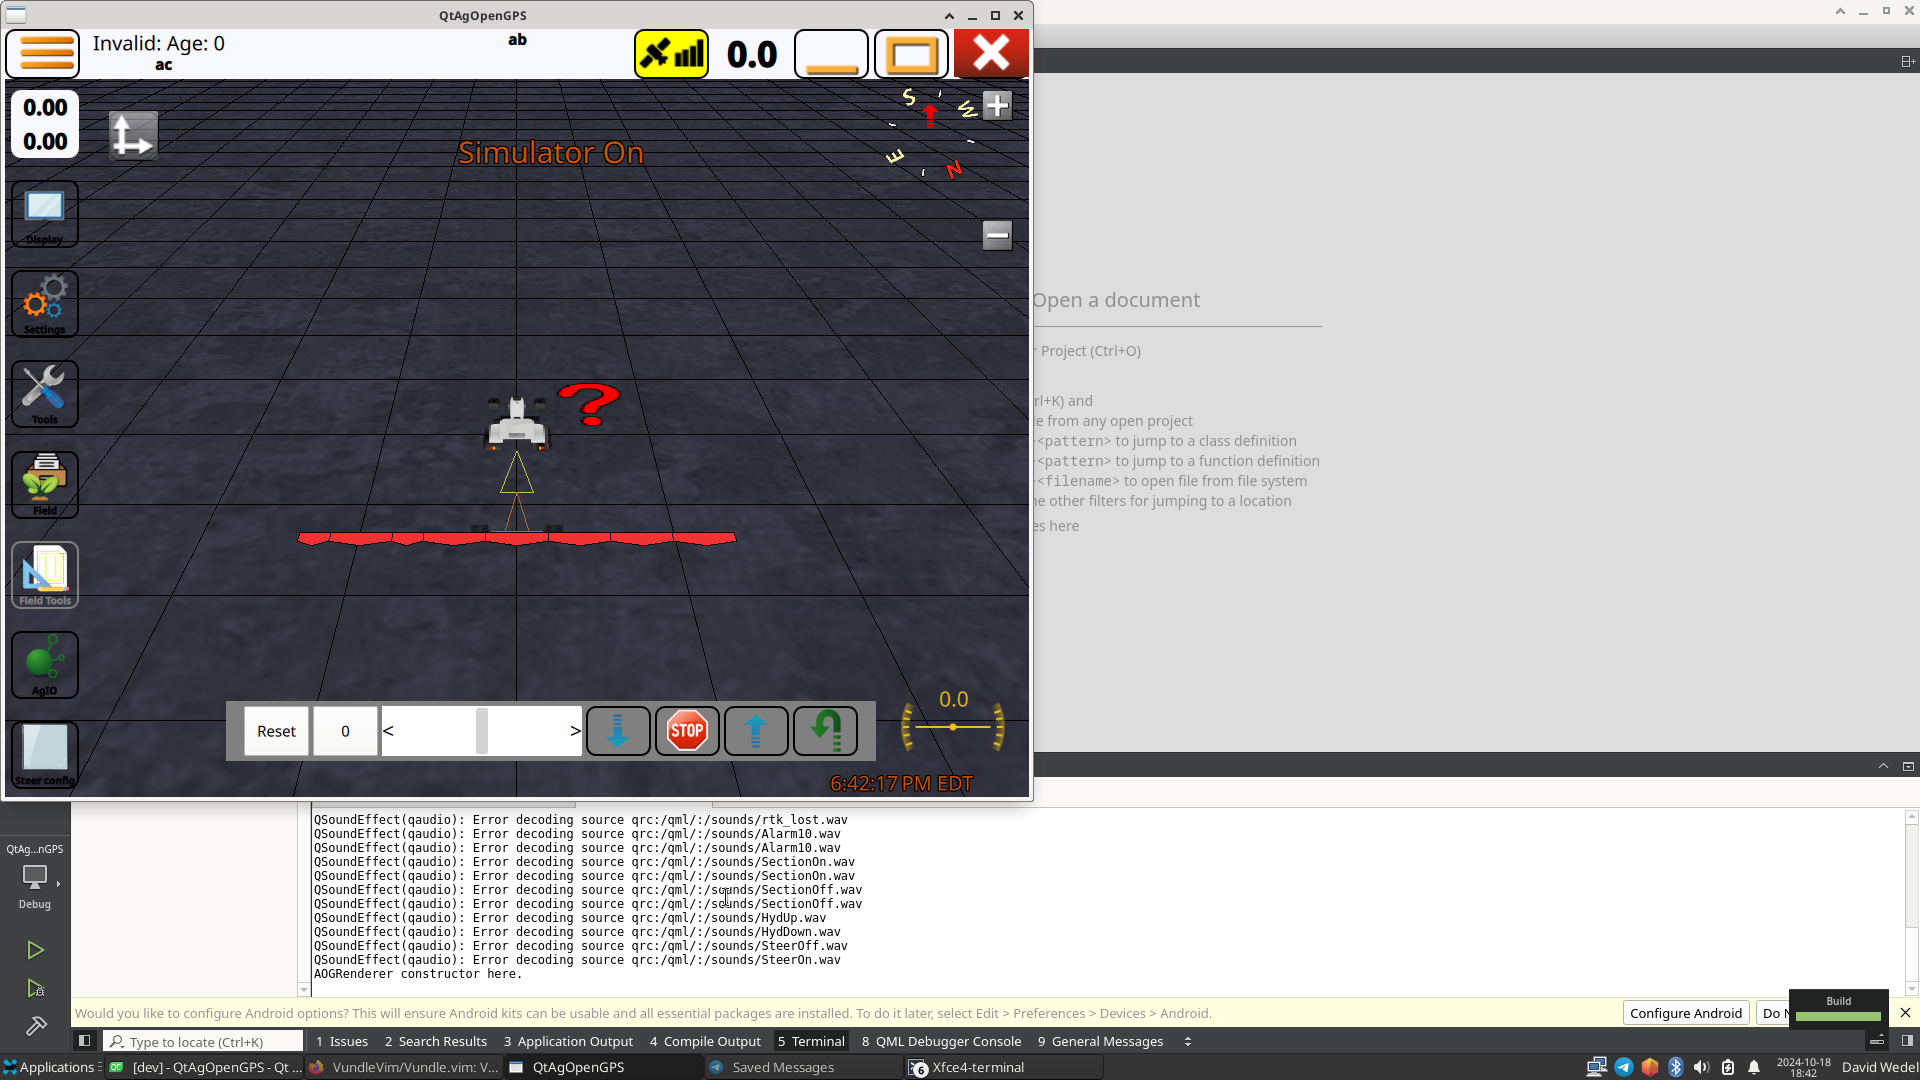 QtAgOpenGPS
Invalid: Age: 0
ac
ab
0.0
0.00
0.00
Simulator On
S
W
E
N
Display
Settings
Tools
Field
Field Tools
AgIO
Steer config
Reset
0
<
>
STOP
0.0
6:42:17 PM EDT
Open a document
Project (Ctrl+O)
rl+K) and
from any open project
<pattern> to jump to a class definition
<pattern> to jump to a function definition
<filename> to open file from file system
other filters for jumping to a location
here
QSoundEffect(qaudio): Error decoding source qrc:/qml/:/sounds/rtk_lost.wav
QSoundEffect(qaudio): Error decoding source qrc:/qml/:/sounds/Alarm10.wav
QSoundEffect(qaudio): Error decoding source qrc:/qml/:/sounds/Alarm10.wav
QSoundEffect(qaudio): Error decoding source qrc:/qml/:/sounds/SectionOn.wav
QSoundEffect(qaudio): Error decoding source qrc:/qml/:/sounds/SectionOn.wav
QSoundEffect(qaudio): Error decoding source qrc:/qml/:/sounds/SectionOff.wav
QSoundEffect(qaudio): Error decoding source qrc:/qml/:/sounds/SectionOff.wav
QSoundEffect(qaudio): Error decoding source qrc:/qml/:/sounds/HydUp.wav
QSoundEffect(qaudio): Error decoding source qrc:/qml/:/sounds/HydDown.wav
QSoundEffect(qaudio): Error decoding source qrc:/qml/:/sounds/SteerOff.wav
QSoundEffect(qaudio): Error decoding source qrc:/qml/:/sounds/SteerOn.wav
AOGRenderer constructor here.
QtAg...nGPS
Debug
Would you like to configure Android options? This will ensure Android kits can be usable and all essential packages are installed. To do it later, select Edit > Preferences > Devices > Android.
Configure Android
Do
Build
Type to locate (Ctrl+K)
1 Issues
2 Search Results
3 Application Output
4 Compile Output
5 Terminal
8 QML Debugger Console
9 General Messages
Applications
[dev] - QtAgOpenGPS - Qt ...
VundleVim/Vundle.vim: V...
QtAgOpenGPS
Saved Messages
6
Xfce4-terminal
2024-10-18
18:42
David Wedel